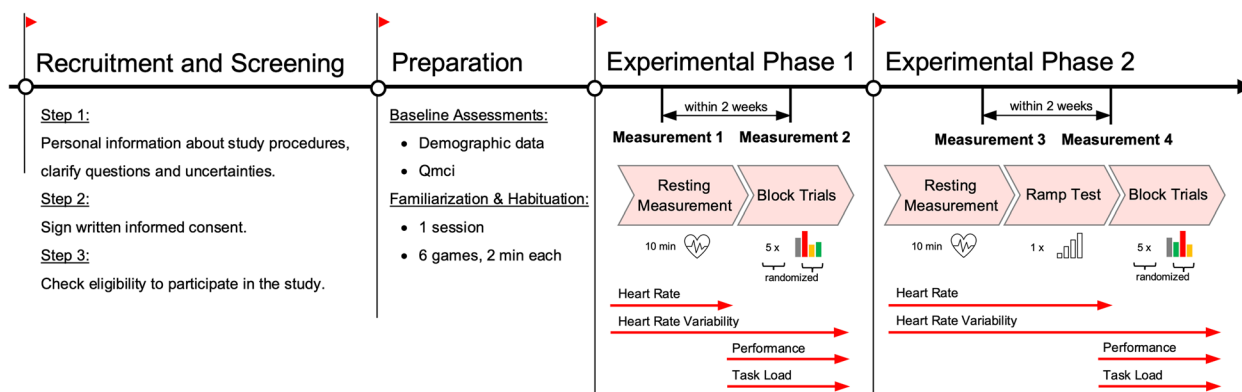 Recruitment and Screening
Step 1:
Personal information about study procedures,
clarify questions and uncertainties.
Step 2:
Sign written informed consent.
Step 3:
Check eligibility to participate in the study.
Preparation
Baseline Assessments:
• Demographic data
• Qmci
Familiarization & Habituation:
• 1 session
• 6 games, 2 min each
Experimental Phase 1
within 2 weeks
Measurement 1
Measurement 2
Resting
Measurement
Block Trials
10 min
5 x
randomized
Heart Rate
Heart Rate Variability
Performance
Task Load
Experimental Phase 2
within 2 weeks
Measurement 3
Measurement 4
Resting
Measurement
Ramp Test
Block Trials
10 min
1 x
5 x
randomized
Heart Rate
Heart Rate Variability
Performance
Task Load